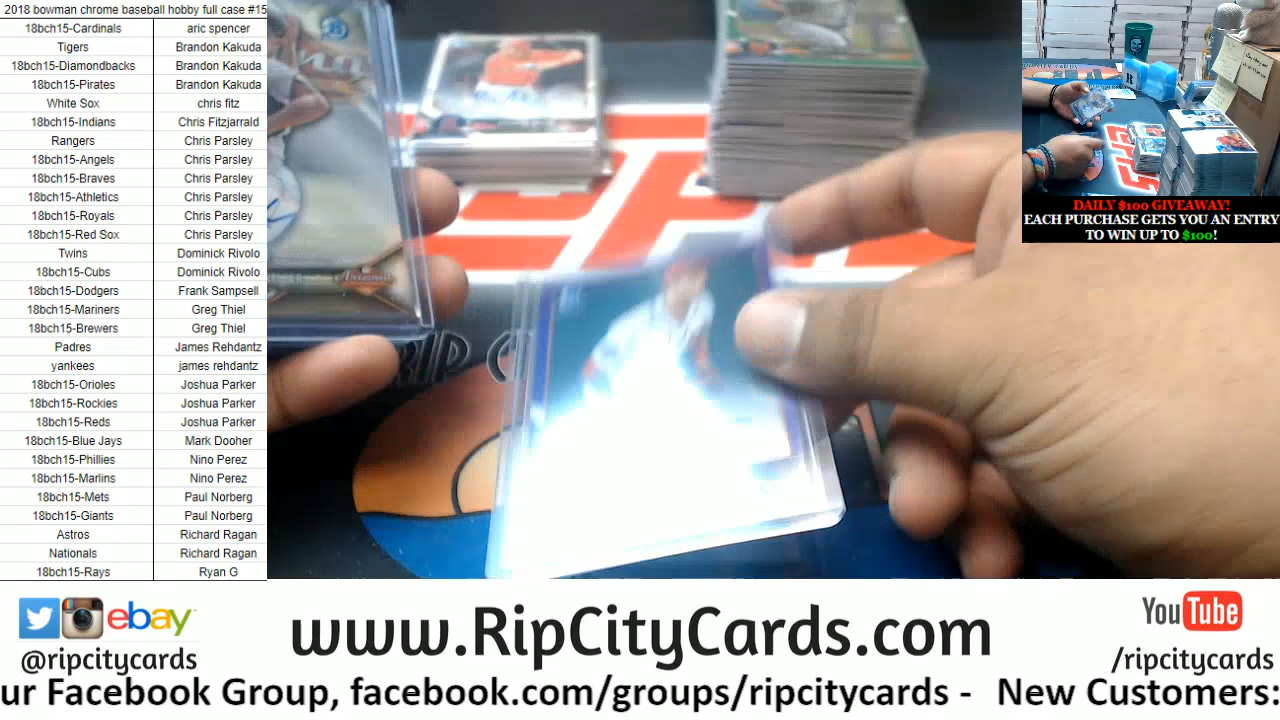 2018 bowman chrome baseball hobby full case #15
18bch15-Cardinals aric spencer
Tigers Brandon Kakuda
18bch15-Diamondbacks Brandon Kakuda
18bch15-Pirates Brandon Kakuda
White Sox chris fitz
18bch15-Indians Chris Fitzjarrald
Rangers Chris Parsley
18bch15-Angels Chris Parsley
18bch15-Braves Chris Parsley
18bch15-Athletics Chris Parsley
18bch15-Royals Chris Parsley
18bch15-Red Sox Chris Parsley
Twins Dominick Rivolo
18bch15-Cubs Dominick Rivolo
18bch15-Dodgers Frank Sampsell
18bch15-Mariners Greg Thiel
18bch15-Brewers Greg Thiel
Padres James Rehdantz
yankees james rehdantz
18bch15-Orioles Joshua Parker
18bch15-Rockies Joshua Parker
18bch15-Reds Joshua Parker
18bch15-Blue Jays Mark Dooher
18bch15-Phillies Nino Perez
18bch15-Marlins Nino Perez
18bch15-Mets Paul Norberg
18bch15-Giants Paul Norberg
Astros Richard Ragan
Nationals Richard Ragan
18bch15-Rays Ryan G
RIP
DAILY $100 GIVEAWAY!
EACH PURCHASE GETS YOU AN ENTRY
TO WIN UP TO $100!
ebay
@ripcitycards
www.RipCityCards.com
YouTube
/ripcitycards
ur Facebook Group, facebook.com/groups/ripcitycards - New Customers: